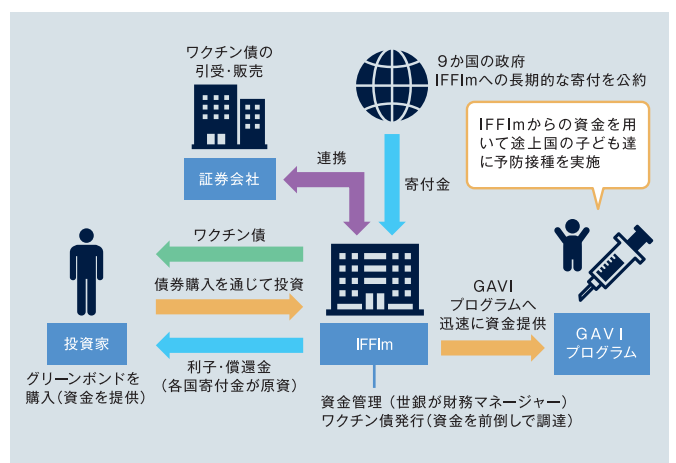 ワクチン債の
引受・販売
証券会社
9か国の政府
IFFImへの長期的な寄付を公約
連携
寄付金
IFFImからの資金を用
いて途上国の子ども達
に予防接種を実施
ワクチン債
債券購入を通じて投資
利子・償還金
(各国寄付金が原資)
投資家
グリーンボンドを
購入(資金を提供)
IFFIm
資金管理(世銀が財務マネージャー)
ワクチン債発行(資金を前倒しで調達)
GAVI
プログラムへ
迅速に資金提供
GAVI
プログラム